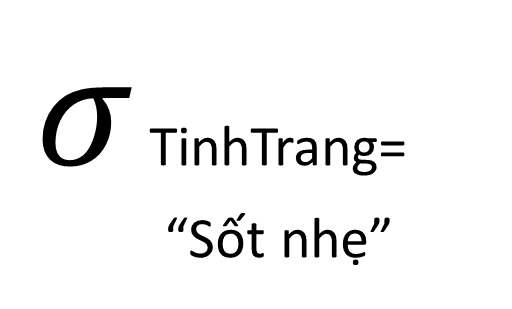 σ TinhTrang=
“Sốt nhẹ”